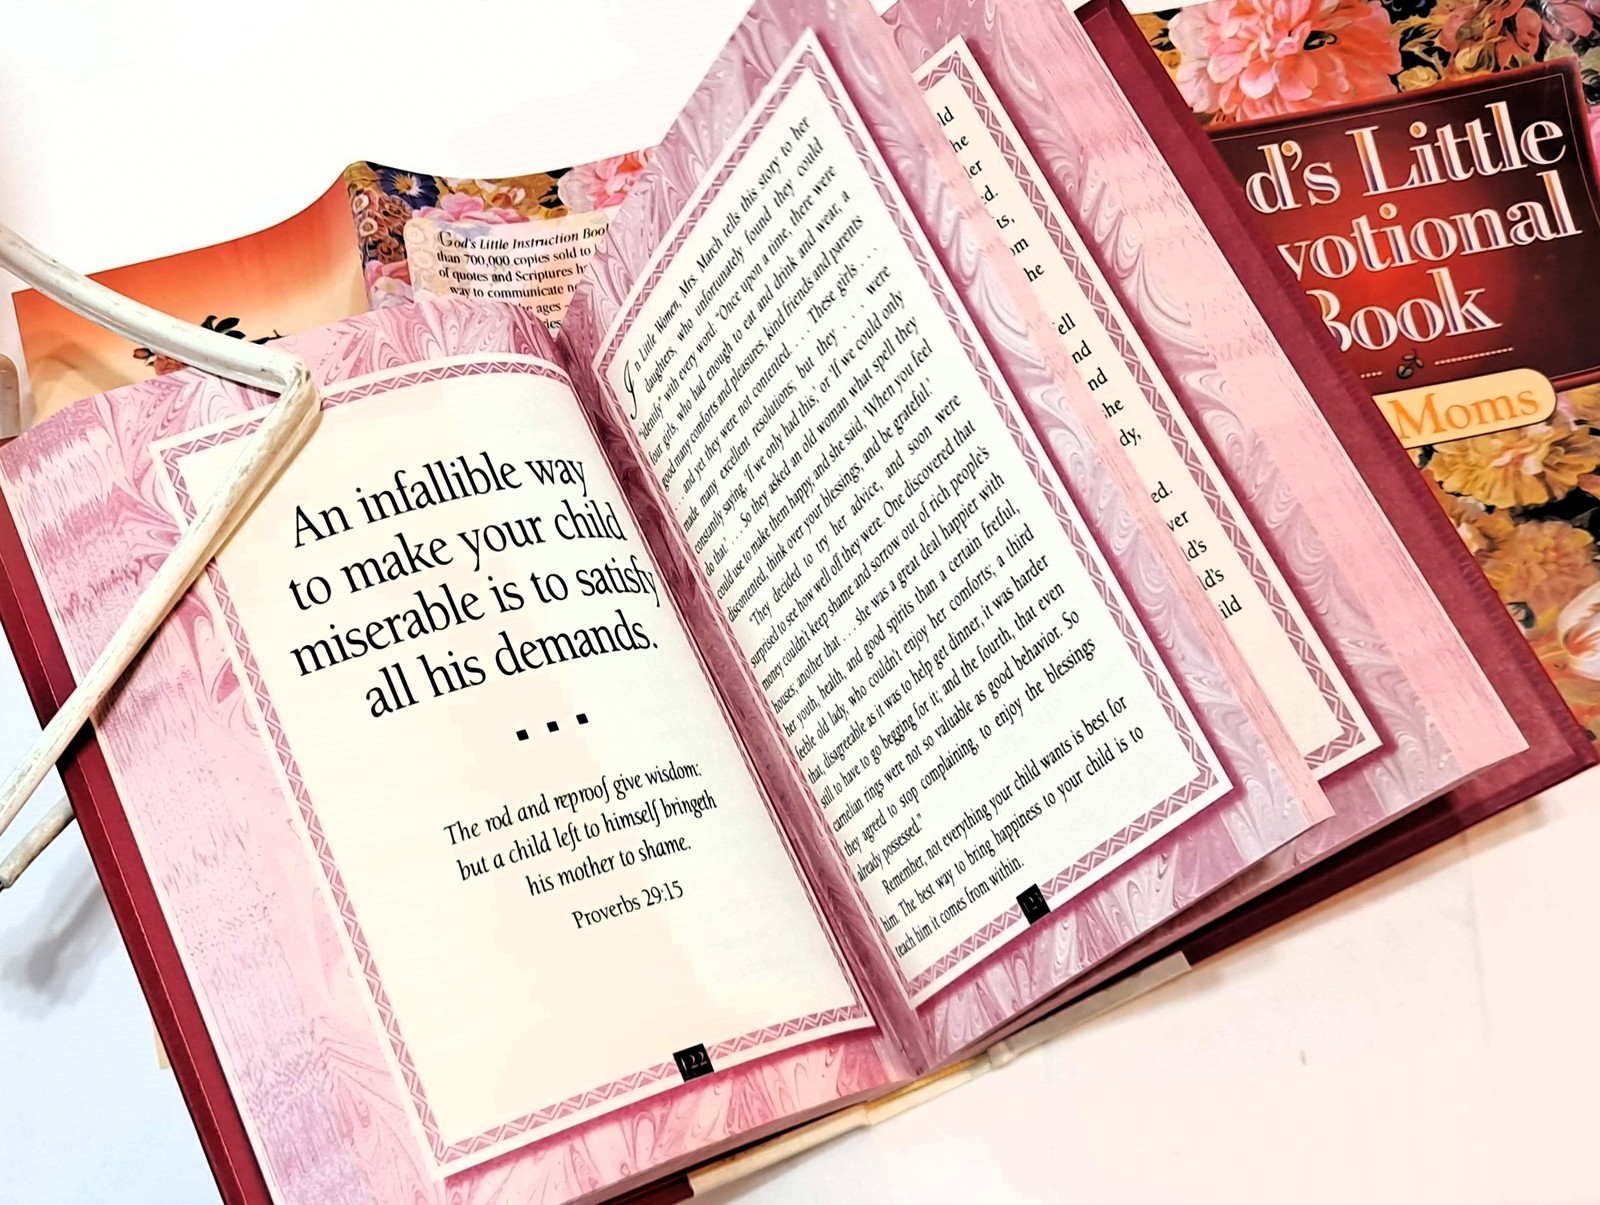 An infallible way
to make your child
miserable is to satisfy
all his demands.
The rod and reproof give wisdom:
but a child left to himself bringeth
his mother to shame.
Proverbs 29:15
122
In Little Women, Mrs. March tells this story to her
daughters, who unfortunately found they could
"identify" with every word: "Once upon a time, there were
four girls, who had enough to eat and drink and wear, a
good many comforts and pleasures, kind friends and parents
. . . and yet they were not contented. . . . These girls . . .
made many excellent resolutions; but they . . . were
constantly saying, 'If we only had this,' or 'If we could only
do that.' . . . So they asked an old woman what spell they
could use to make them happy, and she said, 'When you feel
discontented, think over your blessings, and be grateful.'
"They decided to try her advice, and soon were
surprised to see how well off they were. One discovered that
money couldn't keep shame and sorrow out of rich people's
houses; another that . . . she was a great deal happier with
her youth, health, and good spirits than a certain fretful,
feeble old lady, who couldn't enjoy her comforts; a third
that, disagreeable as it was to help get dinner, it was harder
still to have to go begging for it; and the fourth, that even
carnelian rings were not so valuable as good behavior. So
they agreed to stop complaining, to enjoy the blessings
already possessed."
Remember, not everything your child wants is best for
him. The best way to bring happiness to your child is to
teach him it comes from within.
God's Little Instruction Book
than 700,000 copies sold to
of quotes and Scriptures
way to communicate
ages
d's Little
votional
Book
Moms